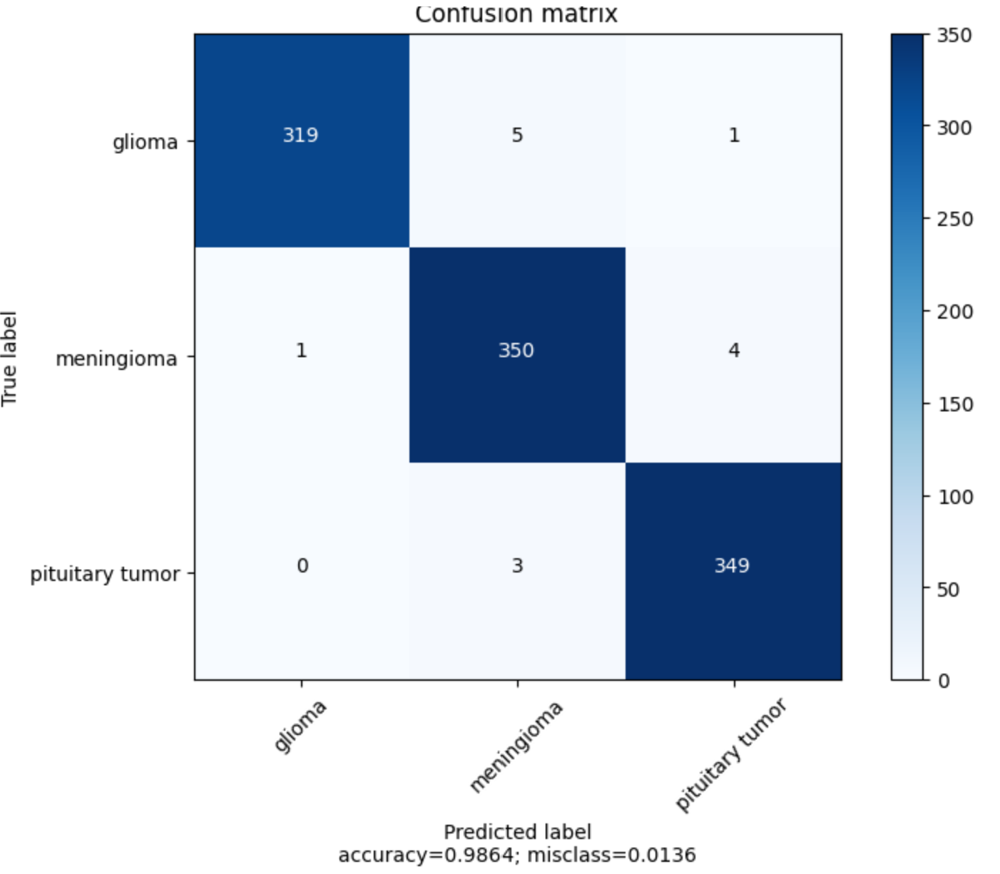 Confusion matrix
glioma 319 5 1
meningioma 1 350 4
pituitary tumor 0 3 349
True label
glioma meningioma pituitary tumor
Predicted label
accuracy=0.9864; misclass=0.0136
350
300
250
200
150
100
50
0